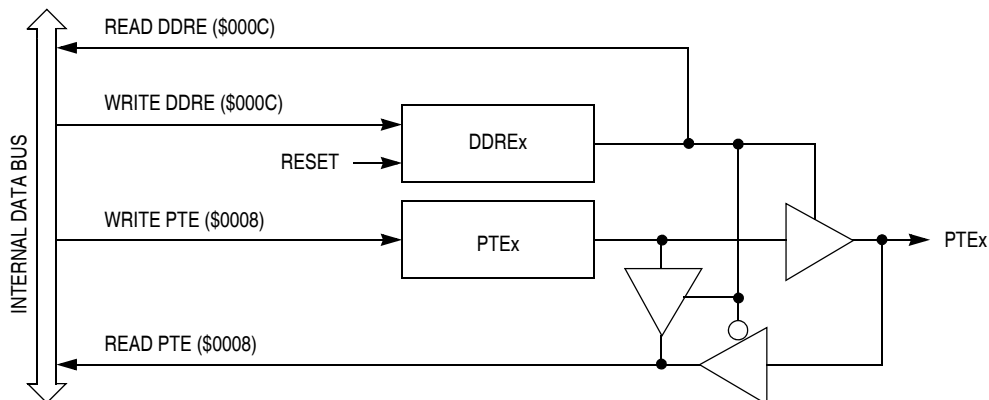 READ DDRE ($000C)
WRITE DDRE ($000C)
DDREx
RESET
INTERNAL DATA BUS
WRITE PTE ($0008)
PTEx
PTEx
READ PTE ($0008)